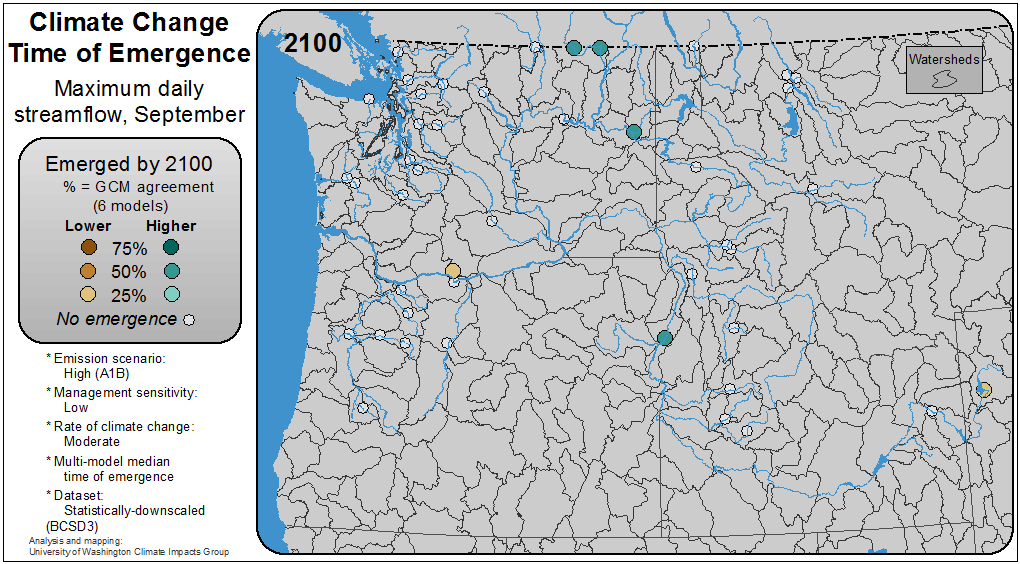 Climate Change
Time of Emergence
Maximum daily
streamflow, September
Emerged by 2100
% = GCM agreement
(6 models)
Lower Higher
75%
50%
25%
No emergence
* Emission scenario:
High (A1B)
* Management sensitivity:
Low
* Rate of climate change:
Moderate
* Multi-model median
time of emergence
* Dataset:
Statistically-downscaled
(BCSD3)
Analysis and mapping:
University of Washington Climate Impacts Group
2100
Watersheds